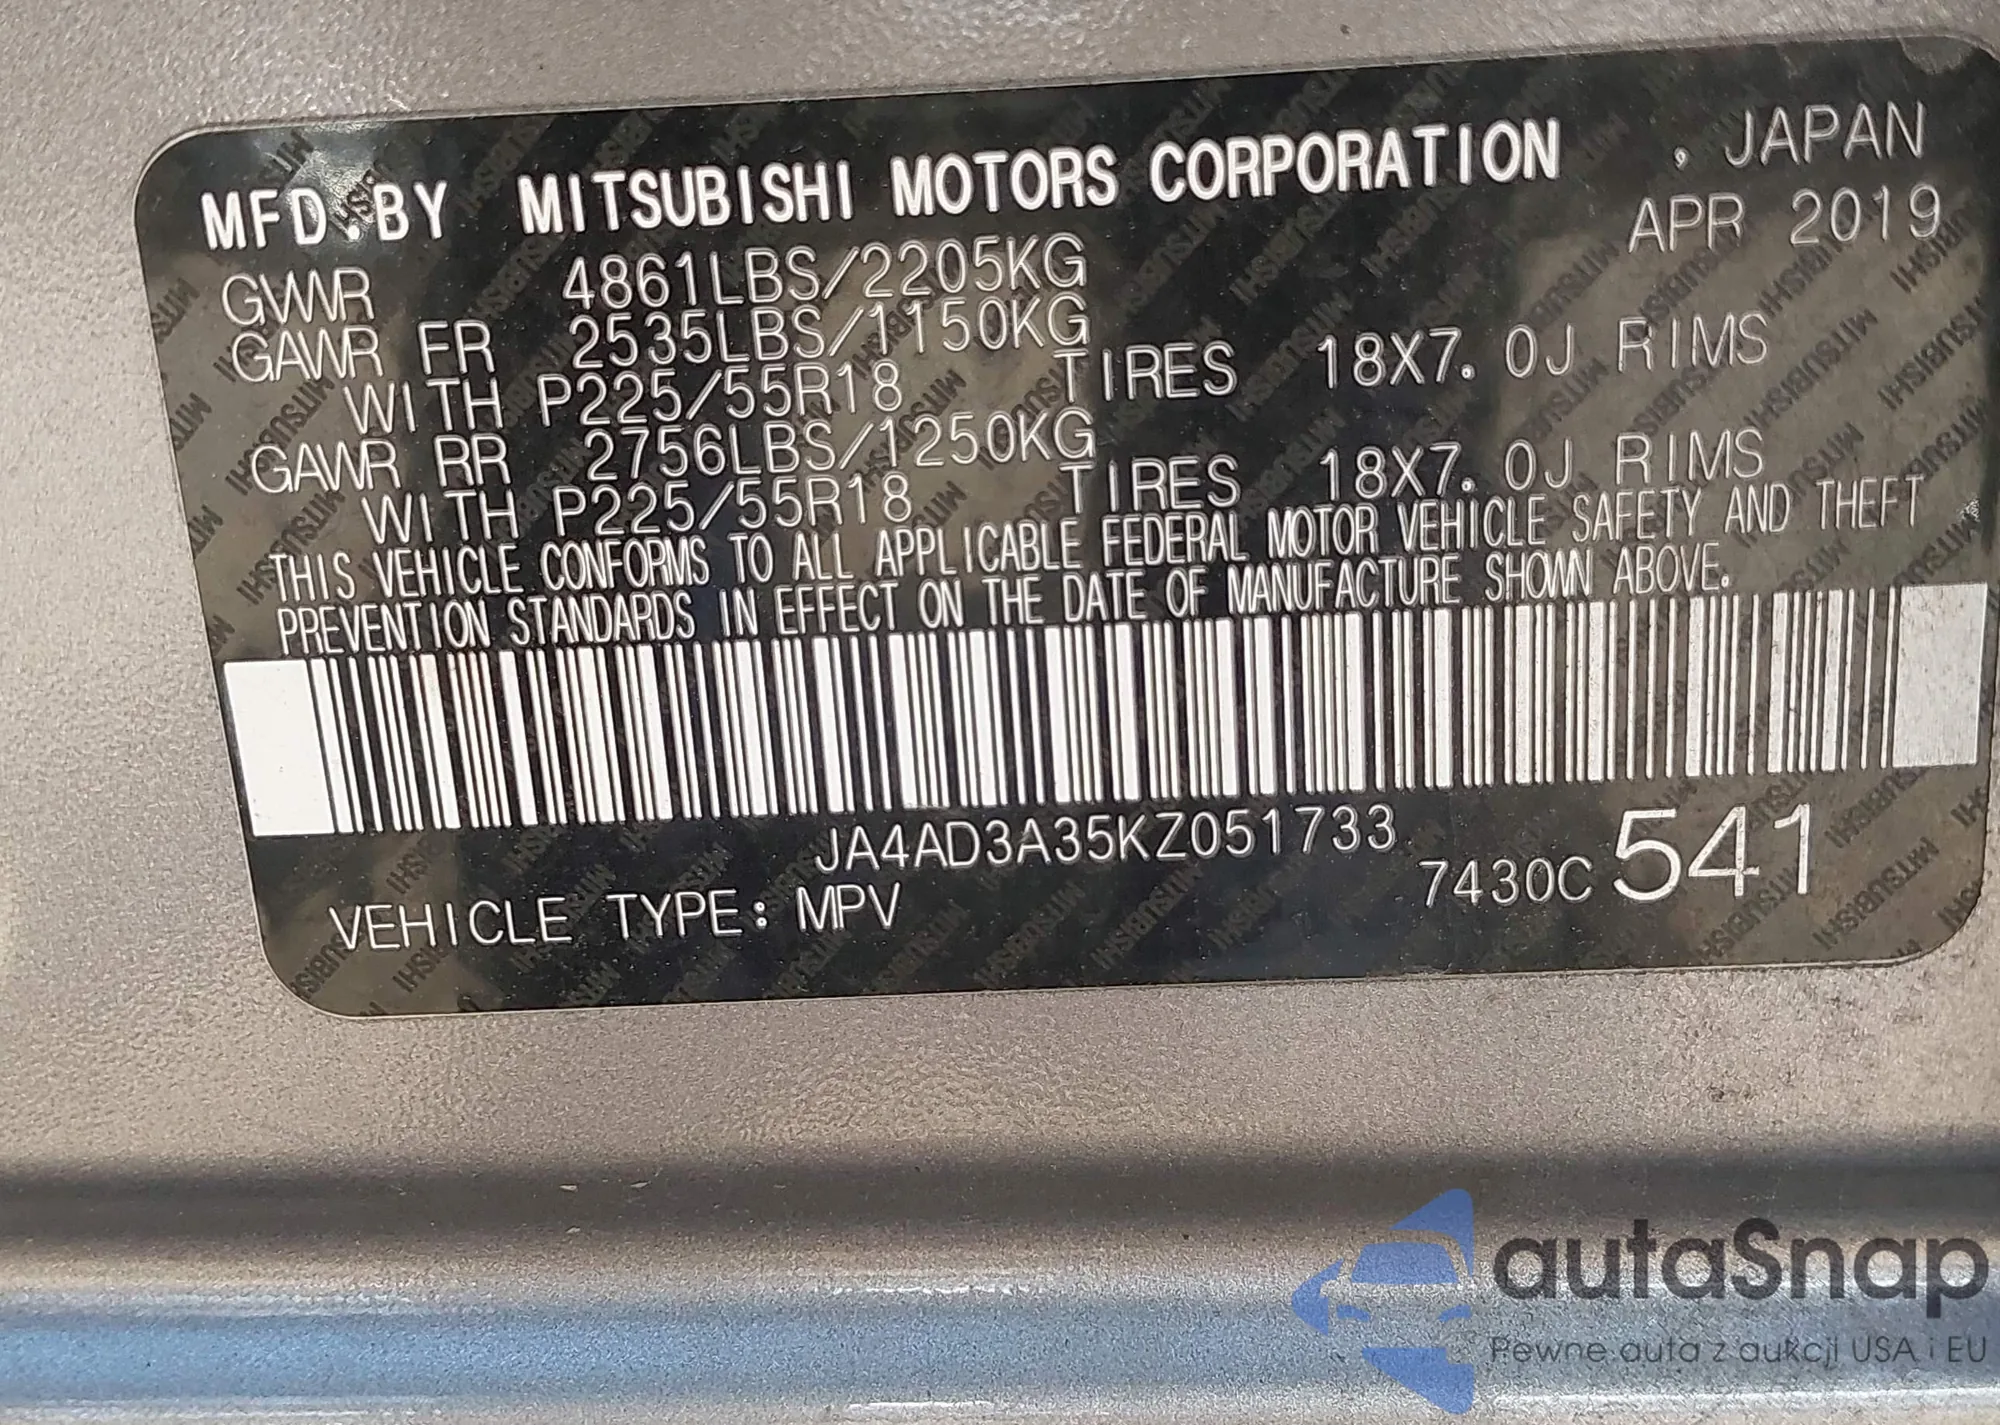 MFD.BY MITSUBISHI MOTORS CORPORATION , JAPAN
APR 2019
GVWR 4861LBS/2205KG
GAWR FR 2535LBS/1150KG
WITH P225/55R18 TIRES 18X7.0J RIMS
GAWR RR 2756LBS/1250KG
WITH P225/55R18 TIRES 18X7.0J RIMS
THIS VEHICLE CONFORMS TO ALL APPLICABLE FEDERAL MOTOR VEHICLE SAFETY AND THEFT
PREVENTION STANDARDS IN EFFECT ON THE DATE OF MANUFACTURE SHOWN ABOVE.
JA4AD3A35KZ051733
7430C 541
VEHICLE TYPE: MPV
autaSnap
Pewne auta z aukcji USA i EU